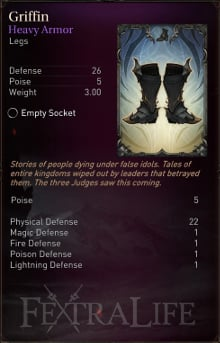 Griffin
Heavy Armor
Legs
Defense 26
Poise 5
Weight 3.00
Empty Socket
Stories of people dying under false idols. Tales of
entire kingdoms wiped out by leaders that betrayed
them. The three Judges saw this coming.
Poise 5
Physical Defense 22
Magic Defense 1
Fire Defense 1
Poison Defense 1
Lightning Defense 1
FEXTRALIFE